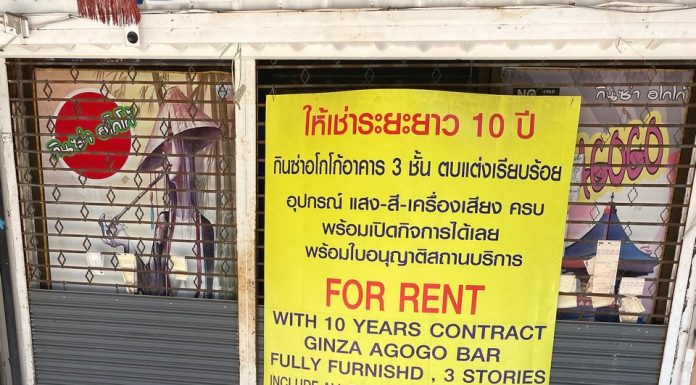 กินซ่า อโกโก้
NO
กินซ่า อโกโก้
AGOGO
ให้เช่าระยะยาว 10 ปี
กินซ่าอโกโก้อาคาร 3 ชั้น ตบแต่งเรียบร้อย
อุปกรณ์ แสง-สี-เครื่องเสียง ครบ
พร้อมเปิดกิจการได้เลย
พร้อมใบอนุญาติสถานบริการ
FOR RENT
WITH 10 YEARS CONTRACT
GINZA AGOGO BAR
FULLY FURNISHD , 3 STORIES